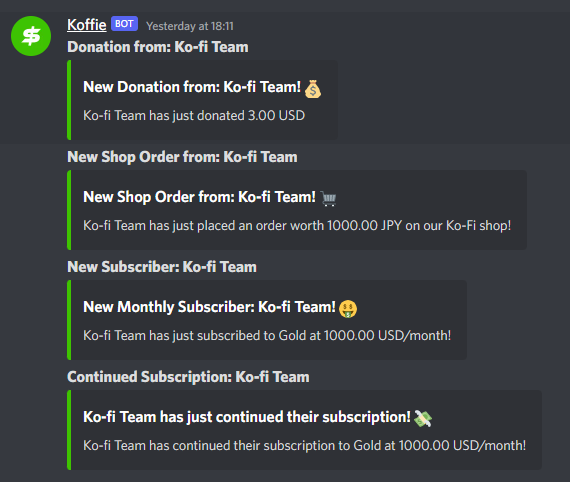 Koffie BOT Yesterday at 18:11
Donation from: Ko-fi Team
New Donation from: Ko-fi Team! 💰
Ko-fi Team has just donated 3.00 USD
New Shop Order from: Ko-fi Team
New Shop Order from: Ko-fi Team! 🛒
Ko-fi Team has just placed an order worth 1000.00 JPY on our Ko-Fi shop!
New Subscriber: Ko-fi Team
New Monthly Subscriber: Ko-fi Team! 🤑
Ko-fi Team has just subscribed to Gold at 1000.00 USD/month!
Continued Subscription: Ko-fi Team
Ko-fi Team has just continued their subscription! 💸
Ko-fi Team has continued their subscription to Gold at 1000.00 USD/month!